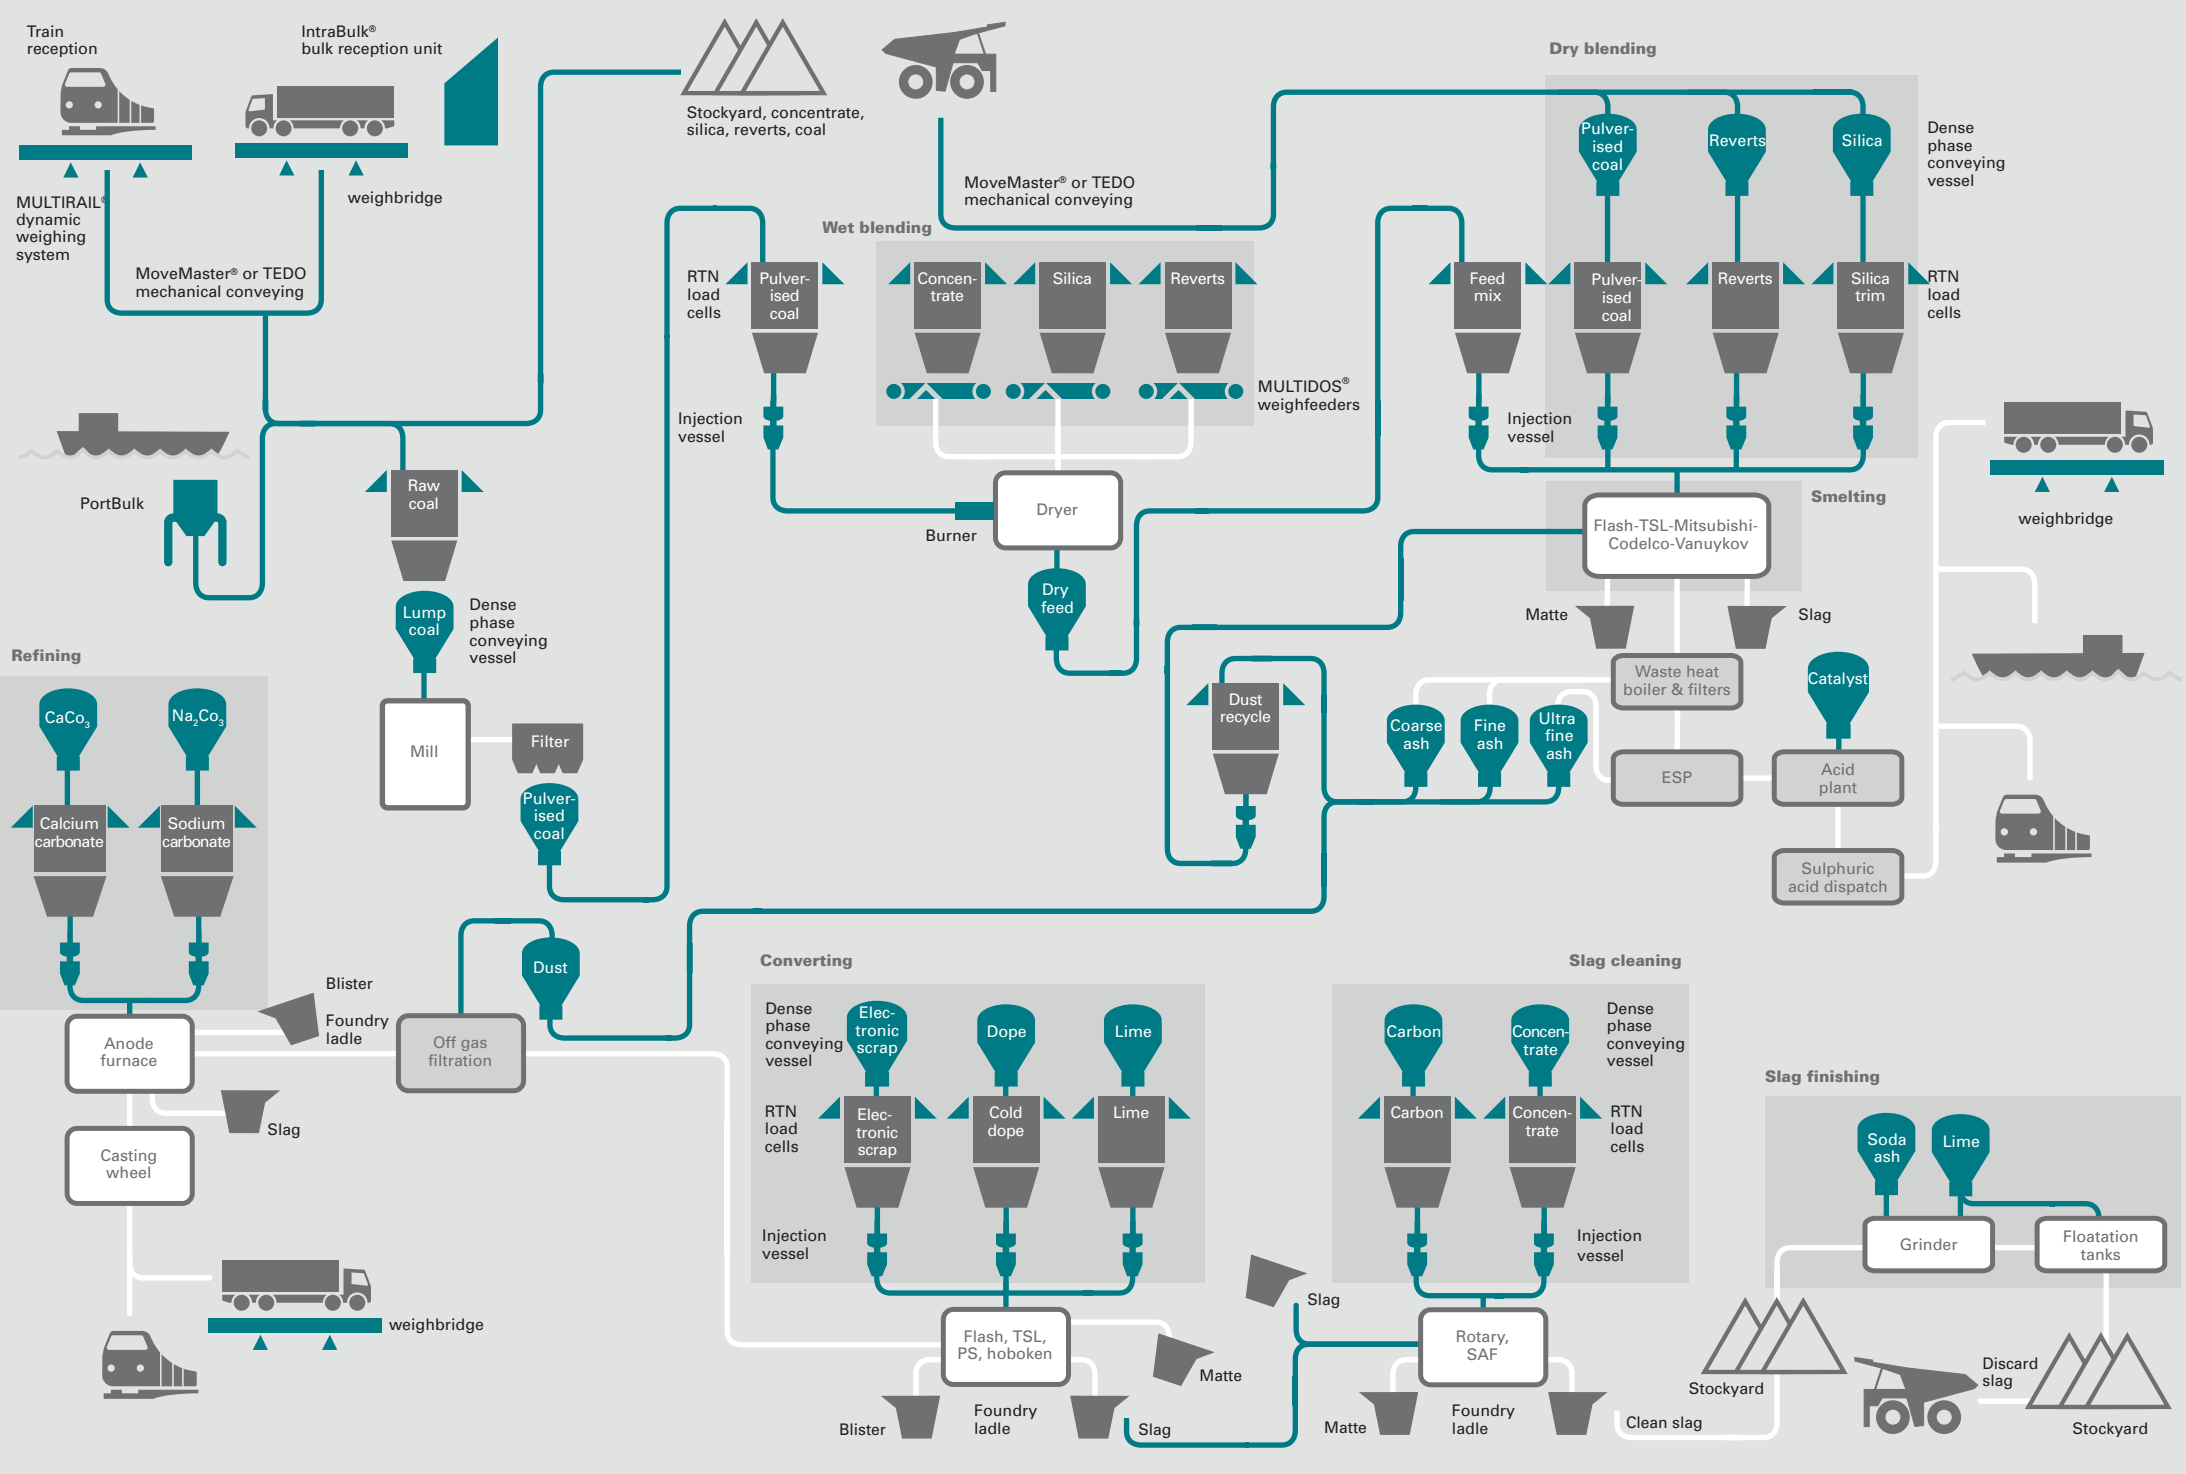 Train
reception
IntraBulk®
bulk reception unit
MULTIRAIL®
dynamic
weighing
system
weighbridge
MoveMaster® or TEDO
mechanical conveying
Stockyard, concentrate,
silica, reverts, coal
MoveMaster® or TEDO
mechanical conveying
Dry blending
Pulver-
ised
coal
Reverts
Silica
Dense
phase
conveying
vessel
Wet blending
RTN
load
cells
Pulver-
ised
coal
Concen-
trate
Silica
Reverts
Feed
mix
Pulver-
ised
coal
Reverts
Silica
trim
RTN
load
cells
MULTIDOS®
weighfeeders
Injection
vessel
Injection
vessel
PortBulk
Raw
coal
Burner
Dryer
Smelting
Flash-TSL-Mitsubishi-
Codelco-Vanuykov
weighbridge
Lump
coal
Dense
phase
conveying
vessel
Dry
feed
Matte
Slag
Refining
CaCo3
Na2Co3
Mill
Filter
Pulver-
ised
coal
Dust
recycle
Coarse
ash
Fine
ash
Ultra
fine
ash
Waste heat
boiler & filters
Catalyst
ESP
Acid
plant
Sulphuric
acid dispatch
Calcium
carbonate
Sodium
carbonate
Blister
Foundry
ladle
Dust
Anode
furnace
Off gas
filtration
Slag
Casting
wheel
weighbridge
Converting
Dense
phase
conveying
vessel
Elec-
tronic
scrap
Dope
Lime
RTN
load
cells
Elec-
tronic
scrap
Cold
dope
Lime
Injection
vessel
Flash, TSL,
PS, hoboken
Blister
Foundry
ladle
Slag
Matte
Slag cleaning
Carbon
Concen-
trate
Dense
phase
conveying
vessel
Carbon
Concen-
trate
RTN
load
cells
Injection
vessel
Slag
Rotary,
SAF
Matte
Foundry
ladle
Clean slag
Slag finishing
Soda
ash
Lime
Grinder
Floatation
tanks
Stockyard
Discard
slag
Stockyard